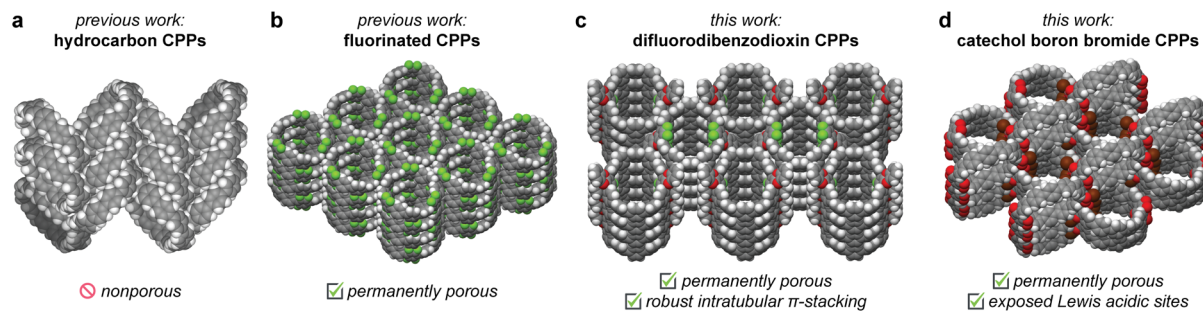 a
previous work:
hydrocarbon CPPs
nonporous
b
previous work:
fluorinated CPPs
permanently porous
c
this work:
difluorodibenzodioxin CPPs
permanently porous
robust intratubular π-stacking
d
this work:
catechol boron bromide CPPs
permanently porous
exposed Lewis acidic sites